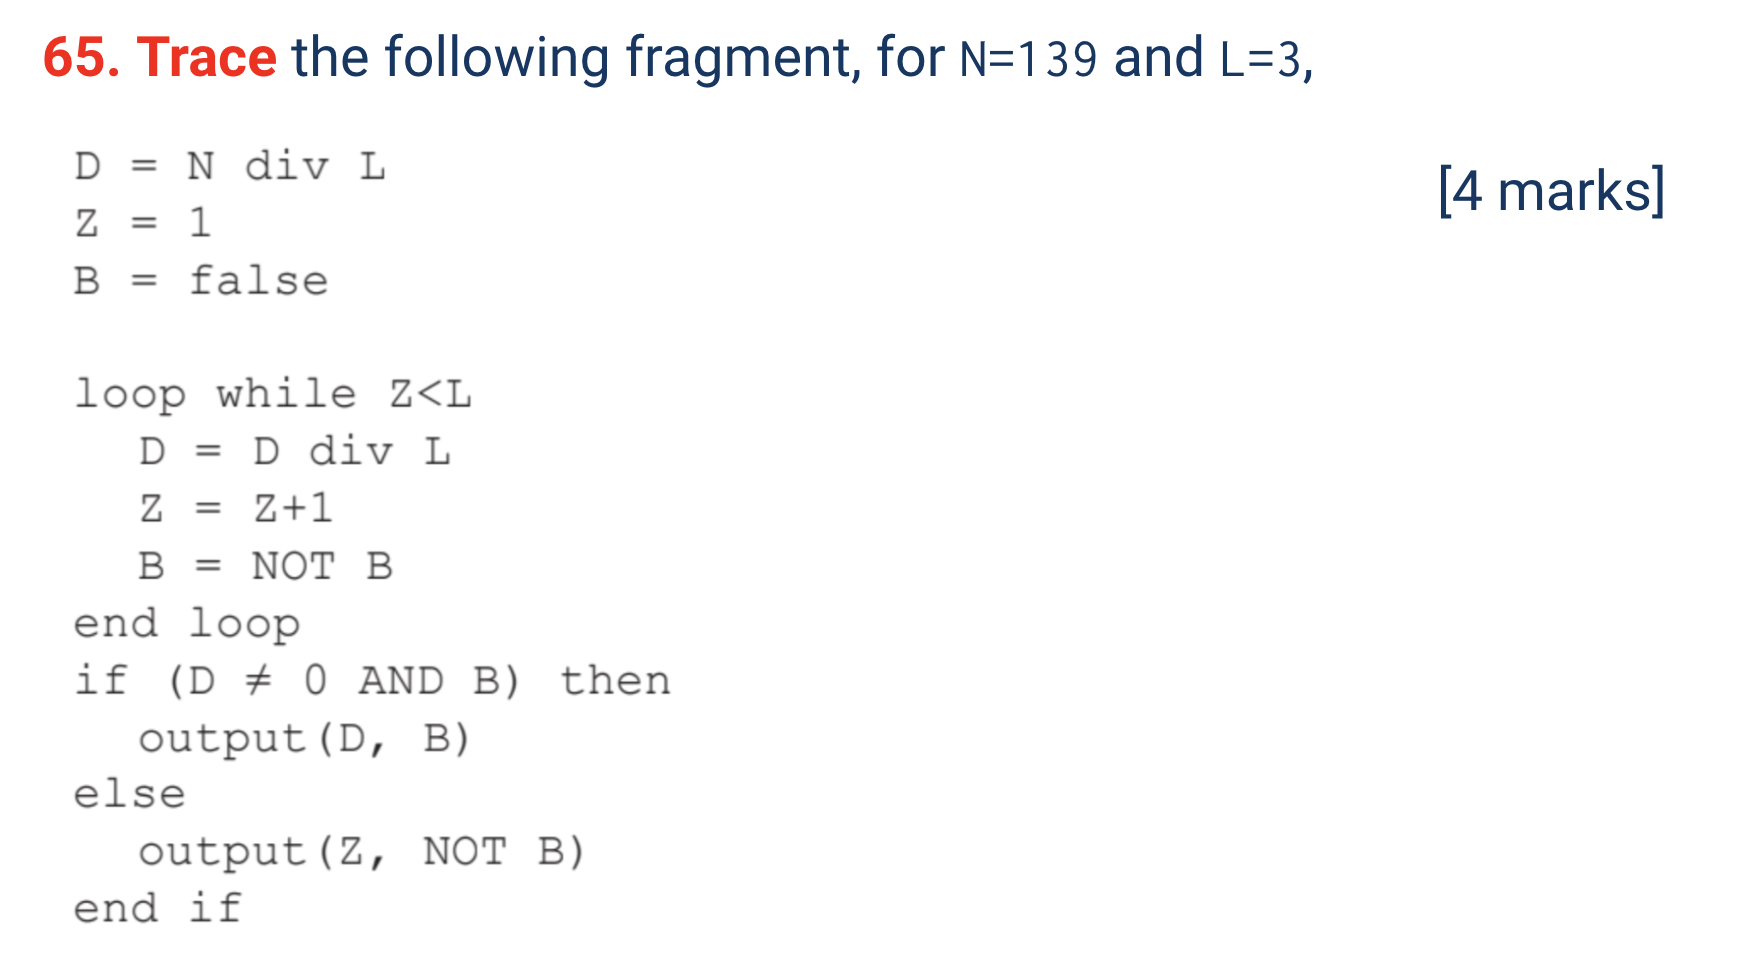 65. Trace the following fragment, for N=139 and L=3,
[4 marks]
D = N div L
Z = 1
B = false
loop while Z<L
D = D div L
Z = Z+1
B = NOT B
end loop
if (D ≠ 0 AND B) then
output(D, B)
else
output(Z, NOT B)
end if